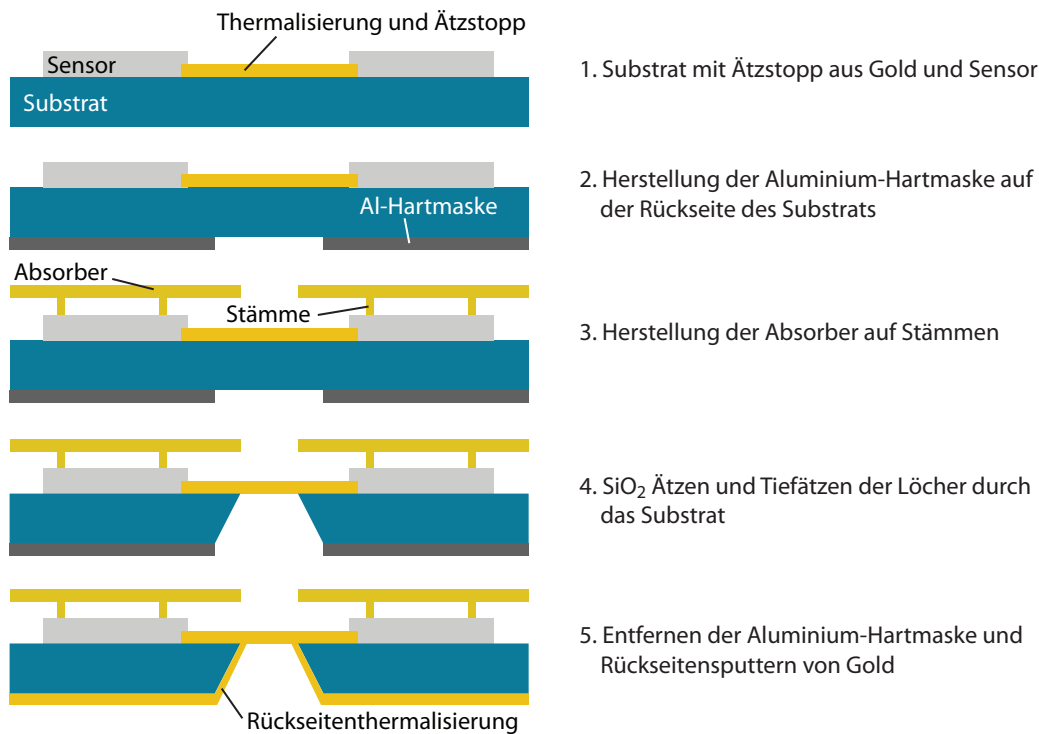 Thermalisierung und Ätzstopp
Sensor
Substrat
1. Substrat mit Ätzstopp aus Gold und Sensor
Al-Hartmaske
2. Herstellung der Aluminium-Hartmaske auf
der Rückseite des Substrats
Absorber
Stämme
3. Herstellung der Absorber auf Stämmen
4. SiO₂ Ätzen und Tiefätzen der Löcher durch
das Substrat
5. Entfernen der Aluminium-Hartmaske und
Rückseitensputtern von Gold
Rückseitenthermalisierung